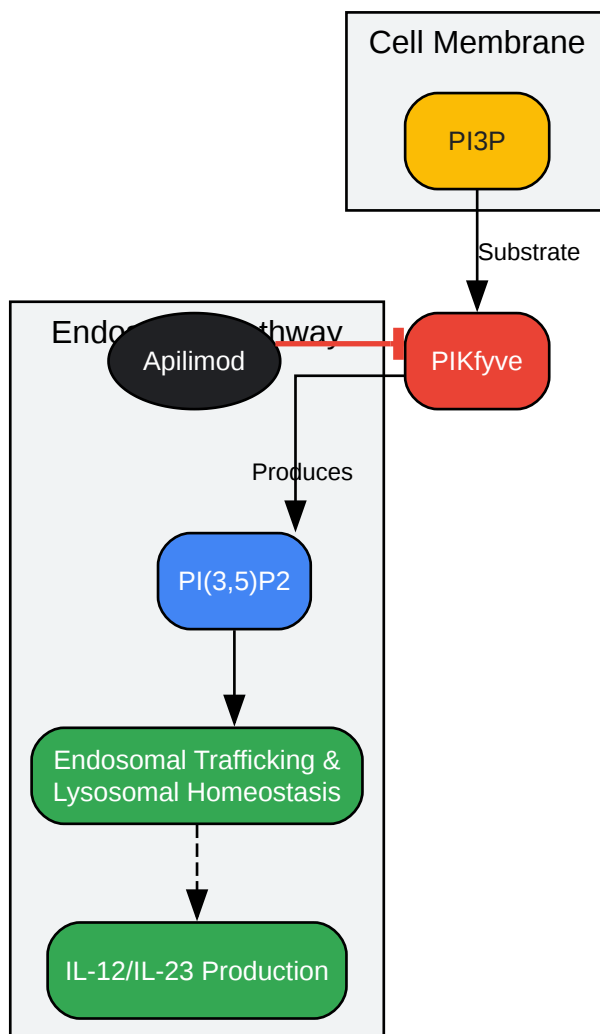 Cell Membrane
PI3P
Substrate
thway
Apilimod
PIKfyve
Produces
PI(3,5)P2
Endosomal Trafficking &
Lysosomal Homeostasis
IL-12/IL-23 Production